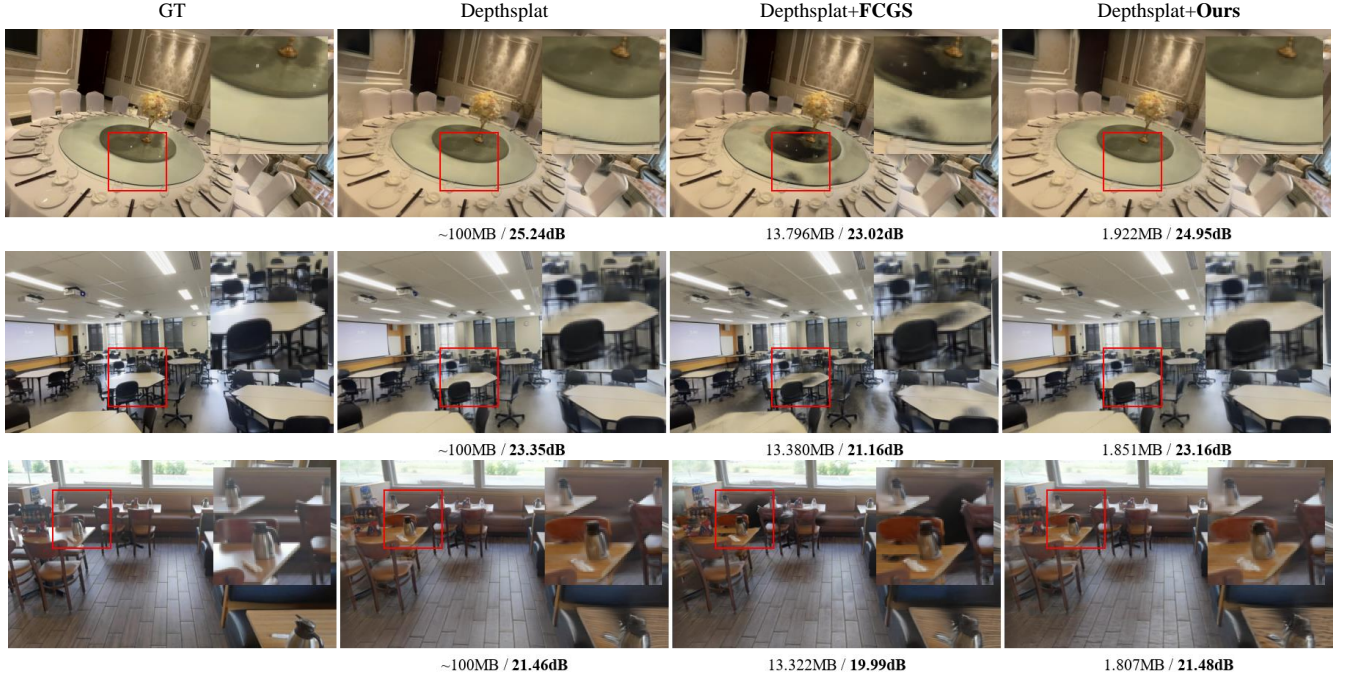 GT Depthsplat Depthsplat+FCGS Depthsplat+Ours
~100MB / 25.24dB 13.796MB / 23.02dB 1.922MB / 24.95dB
~100MB / 23.35dB 13.380MB / 21.16dB 1.851MB / 23.16dB
~100MB / 21.46dB 13.322MB / 19.99dB 1.807MB / 21.48dB